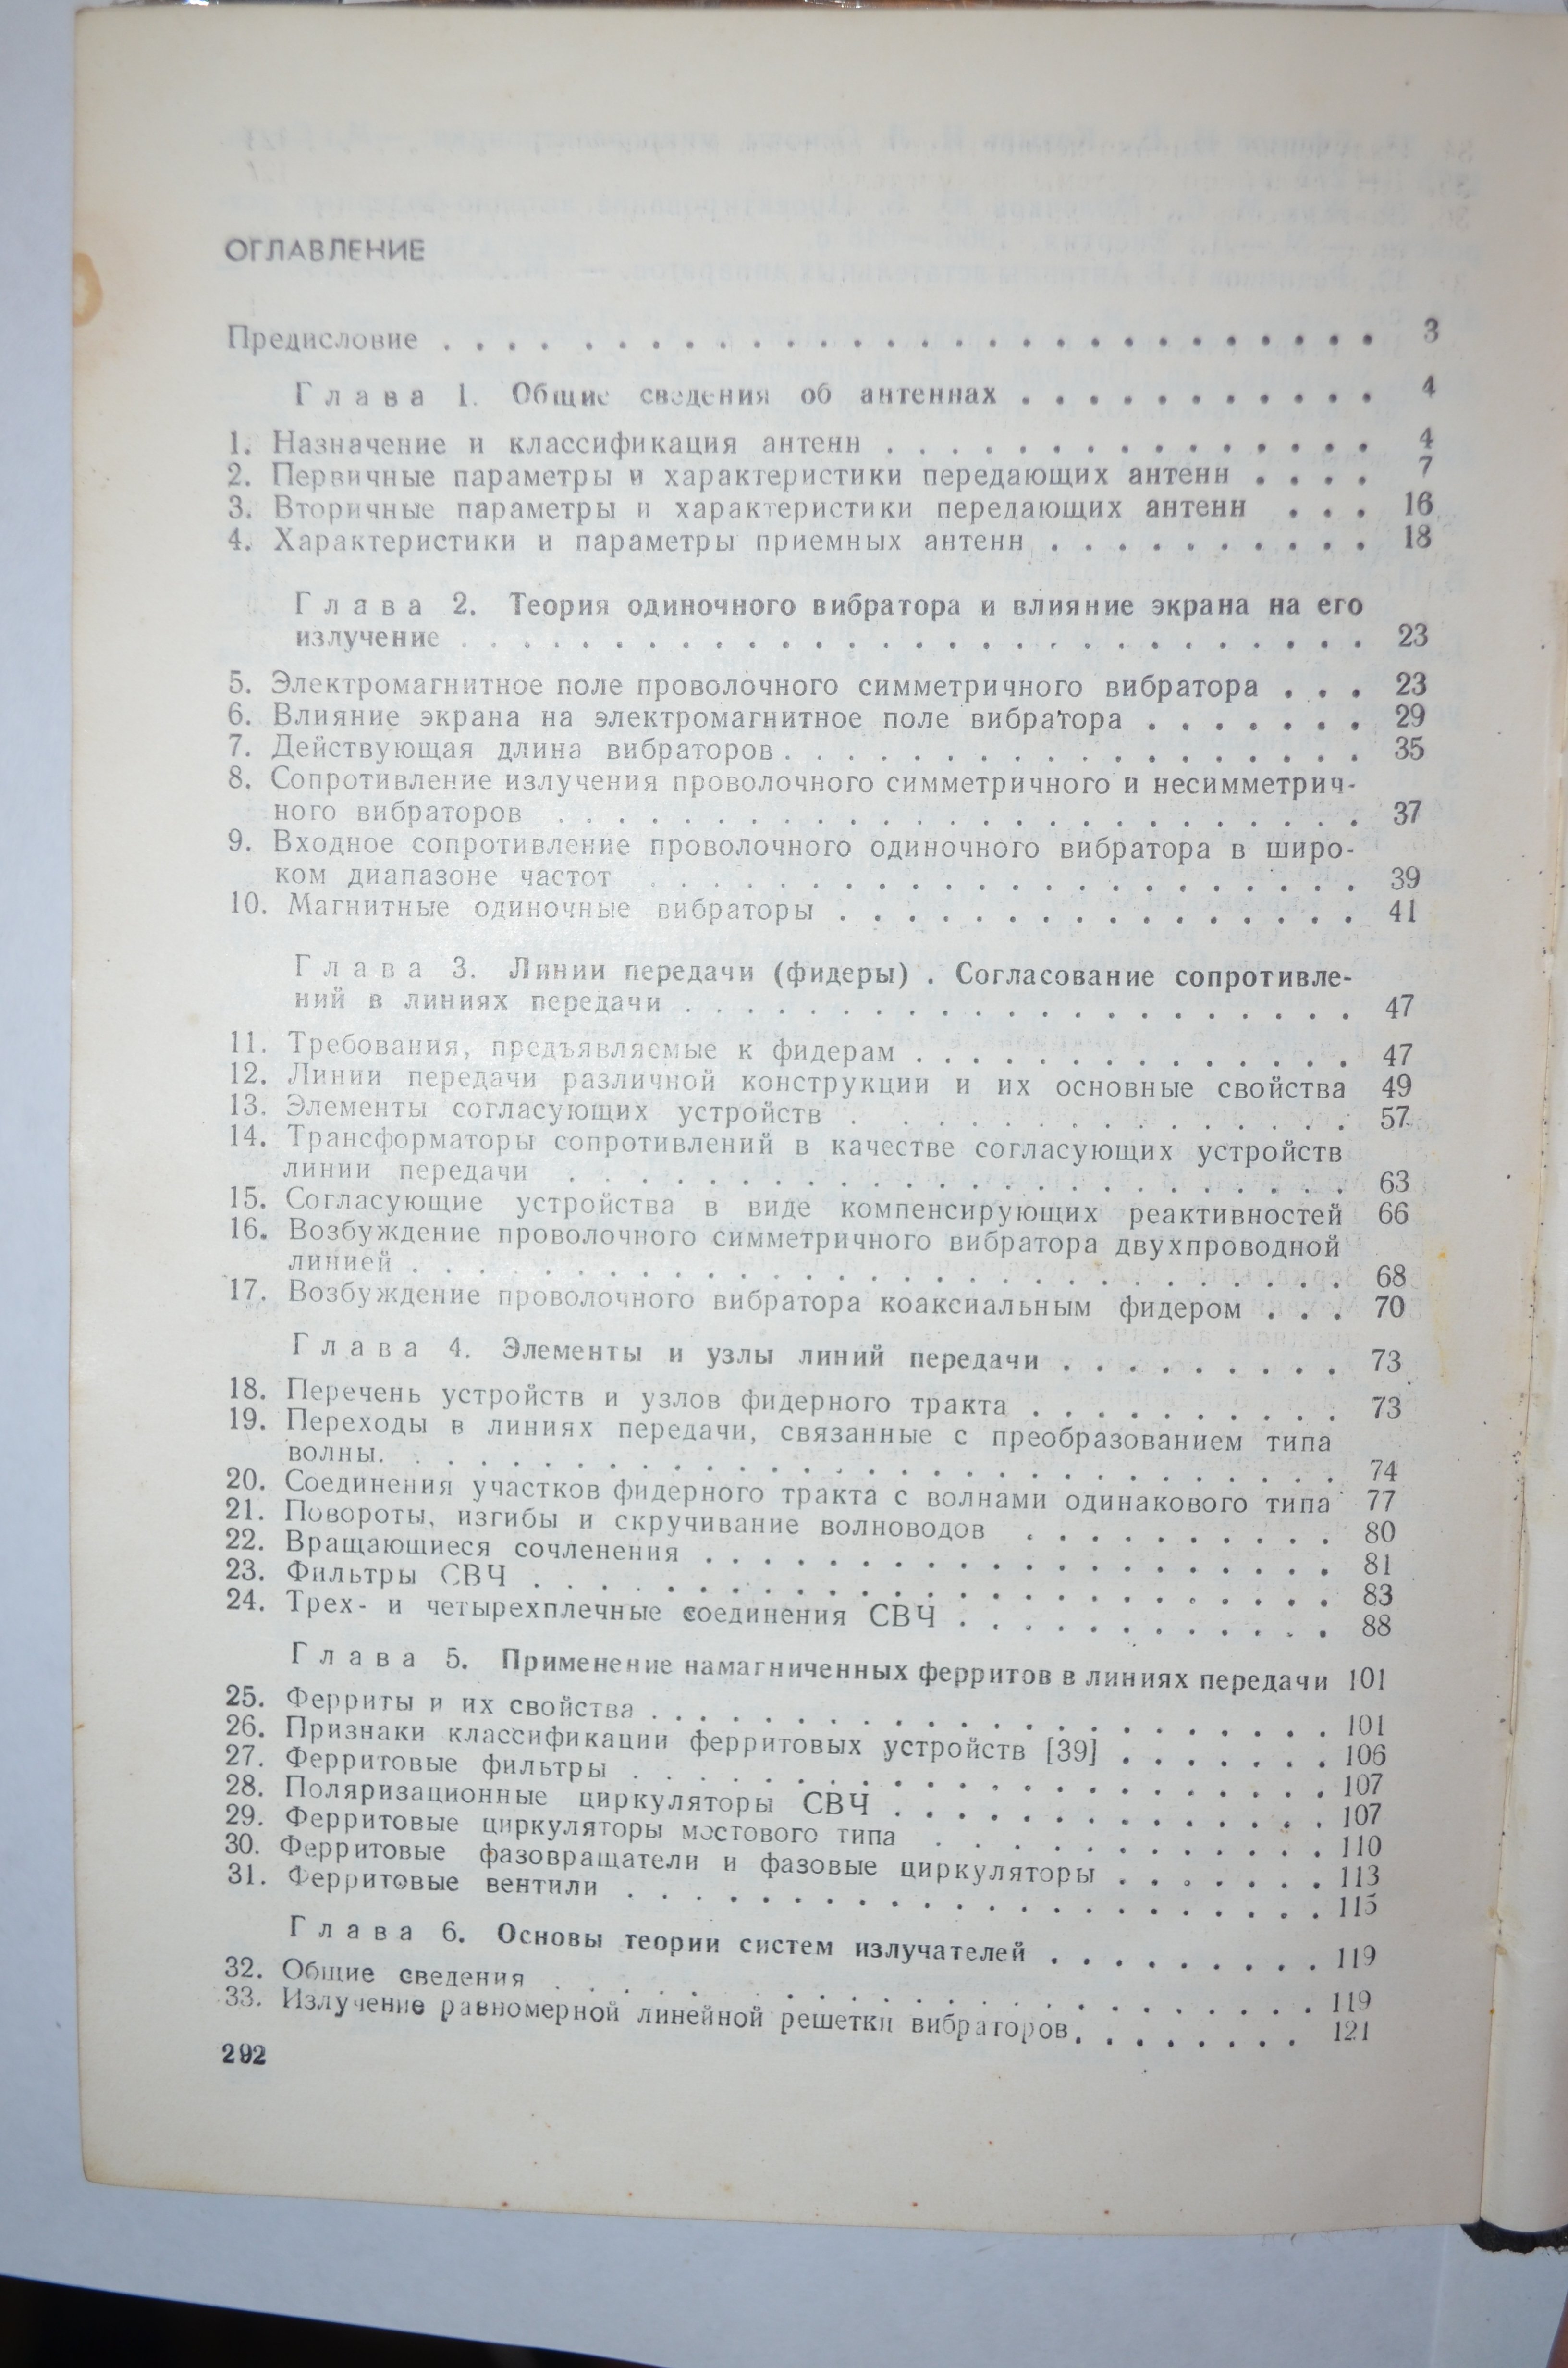 ОГЛАВЛЕНИЕ
Предисловие . . . . . . . . . . . . . . . . . . . . . . . . . . . . 3
Глава 1. Общие сведения об антеннах . . . . . . . . . . . 4
1. Назначение и классификация антенн . . . . . . . . . . . . . . . 4
2. Первичные параметры и характеристики передающих антенн . . . . 7
3. Вторичные параметры и характеристики передающих антенн . . . 16
4. Характеристики и параметры приемных антенн . . . . . . . . . . 18
Глава 2. Теория одиночного вибратора и влияние экрана на его
излучение . . . . . . . . . . . . . . . . . . . . . . . . . . . 23
5. Электромагнитное поле проволочного симметричного вибратора . . . 23
6. Влияние экрана на электромагнитное поле вибратора . . . . . . . 29
7. Действующая длина вибраторов . . . . . . . . . . . . . . . . . . 35
8. Сопротивление излучения проволочного симметричного и несимметрич-
ного вибраторов . . . . . . . . . . . . . . . . . . . . . . . . . 37
9. Входное сопротивление проволочного одиночного вибратора в широ-
ком диапазоне частот . . . . . . . . . . . . . . . . . . . . . . 39
10. Магнитные одиночные вибраторы . . . . . . . . . . . . . . . . 41
Глава 3. Линии передачи (фидеры) . Согласование сопротивле-
ний в линиях передачи . . . . . . . . . . . . . . . . . . . . . 47
11. Требования, предъявляемые к фидерам . . . . . . . . . . . . . . 47
12. Линии передачи различной конструкции и их основные свойства 49
13. Элементы согласующих устройств . . . . . . . . . . . . . . . . 57
14. Трансформаторы сопротивлений в качестве согласующих устройств
линии передачи . . . . . . . . . . . . . . . . . . . . . . . . 63
15. Согласующие устройства в виде компенсирующих реактивностей 66
16. Возбуждение проволочного симметричного вибратора двухпроводной
линией . . . . . . . . . . . . . . . . . . . . . . . . . . . . 68
17. Возбуждение проволочного вибратора коаксиальным фидером . . . 70
Глава 4. Элементы и узлы линий передачи . . . . . . . . . 73
18. Перечень устройств и узлов фидерного тракта . . . . . . . . . . 73
19. Переходы в линиях передачи, связанные с преобразованием типа
волны. . . . . . . . . . . . . . . . . . . . . . . . . . . . . 74
20. Соединения участков фидерного тракта с волнами одинакового типа 77
21. Повороты, изгибы и скручивание волноводов . . . . . . . . . . 80
22. Вращающиеся сочленения . . . . . . . . . . . . . . . . . . . . 81
23. Фильтры СВЧ . . . . . . . . . . . . . . . . . . . . . . . . . 83
24. Трех- и четырехплечные соединения СВЧ . . . . . . . . . . . . 88
Глава 5. Применение намагниченных ферритов в линиях передачи 101
25. Ферриты и их свойства . . . . . . . . . . . . . . . . . . . . . 101
26. Признаки классификации ферритовых устройств [39] . . . . . . . 106
27. Ферритовые фильтры . . . . . . . . . . . . . . . . . . . . . . 107
28. Поляризационные циркуляторы СВЧ . . . . . . . . . . . . . . 107
29. Ферритовые циркуляторы мостового типа . . . . . . . . . . . . 110
30. Ферритовые фазовращатели и фазовые циркуляторы . . . . . . . 113
31. Ферритовые вентили . . . . . . . . . . . . . . . . . . . . . . 115
Глава 6. Основы теории систем излучателей . . . . . . . . . 119
32. Общие сведения . . . . . . . . . . . . . . . . . . . . . . . . 119
33. Излучение равномерной линейной решетки вибраторов. . . . . . . . 121
292